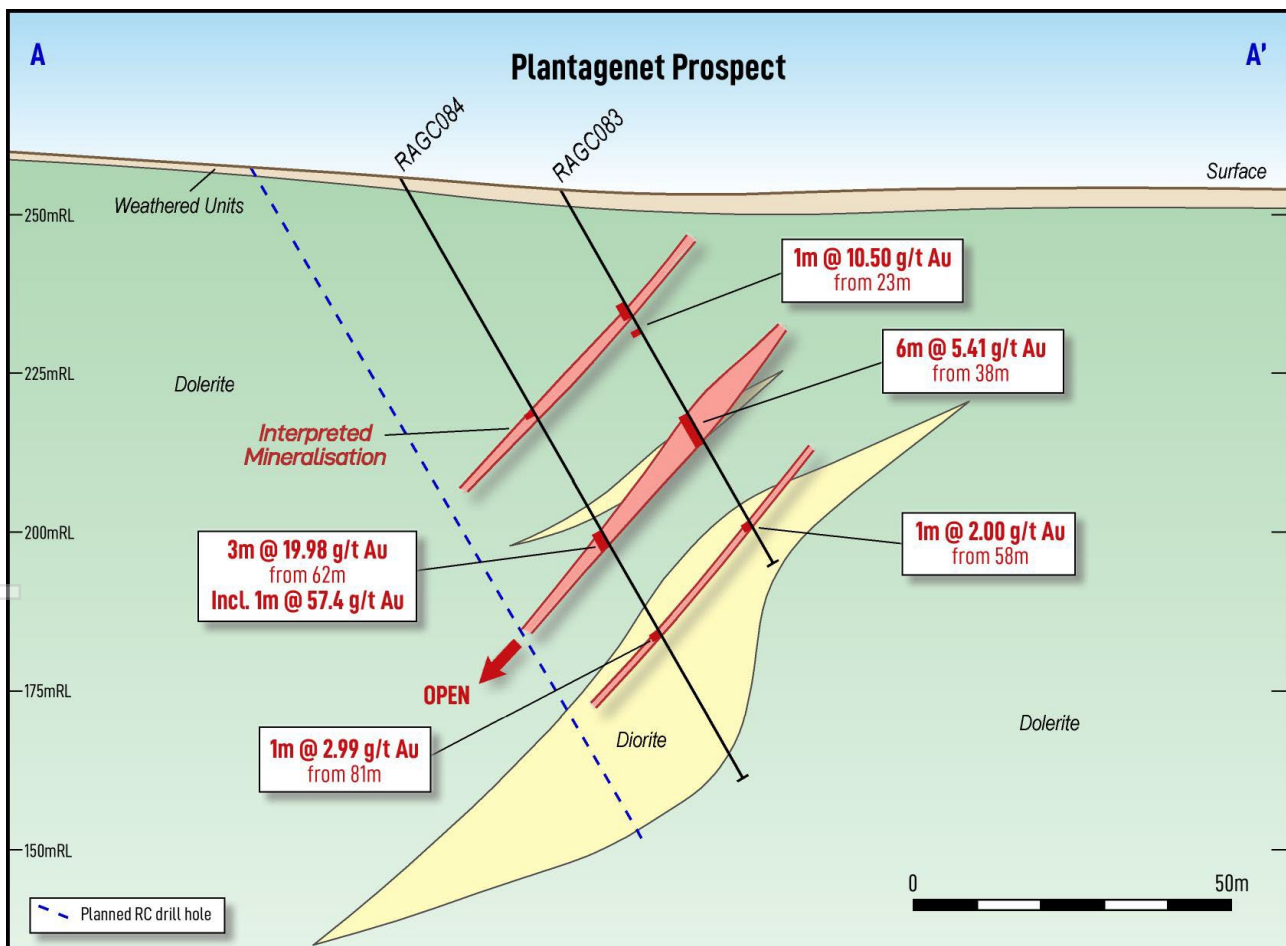 A
Plantagenet Prospect
A'
RAGC084
RAGC083
Surface
Weathered Units
250mRL
1m @ 10.50 g/t Au
from 23m
6m @ 5.41 g/t Au
from 38m
225mRL
Dolerite
Interpreted
Mineralisation
200mRL
3m @ 19.98 g/t Au
from 62m
Incl. 1m @ 57.4 g/t Au
1m @ 2.00 g/t Au
from 58m
175mRL
OPEN
1m @ 2.99 g/t Au
from 81m
Diorite
Dolerite
150mRL
Planned RC drill hole
0
50m